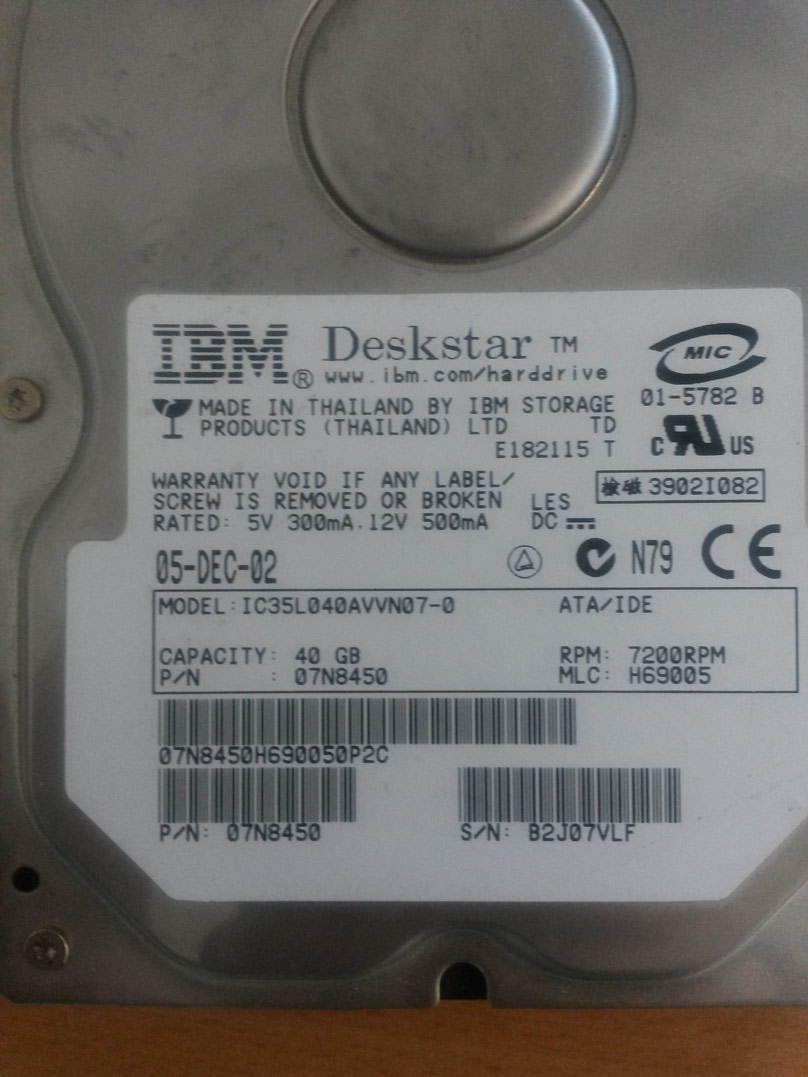 IBM® Deskstar ™
www.ibm.com/harddrive
MIC
01-5782 B
MADE IN THAILAND BY IBM STORAGE
PRODUCTS (THAILAND) LTD TD
E182115 T
C RU US
WARRANTY VOID IF ANY LABEL/
SCREW IS REMOVED OR BROKEN
RATED: 5V 300mA.12V 500mA
LES
DC
検磁 3902I082
05-DEC-02
N79 CE
MODEL:IC35L040AVVN07-0 ATA/IDE
CAPACITY: 40 GB RPM: 7200RPM
P/N : 07N8450 MLC: H69005
07N8450H690050P2C
P/N: 07N8450 S/N: B2J07VLF